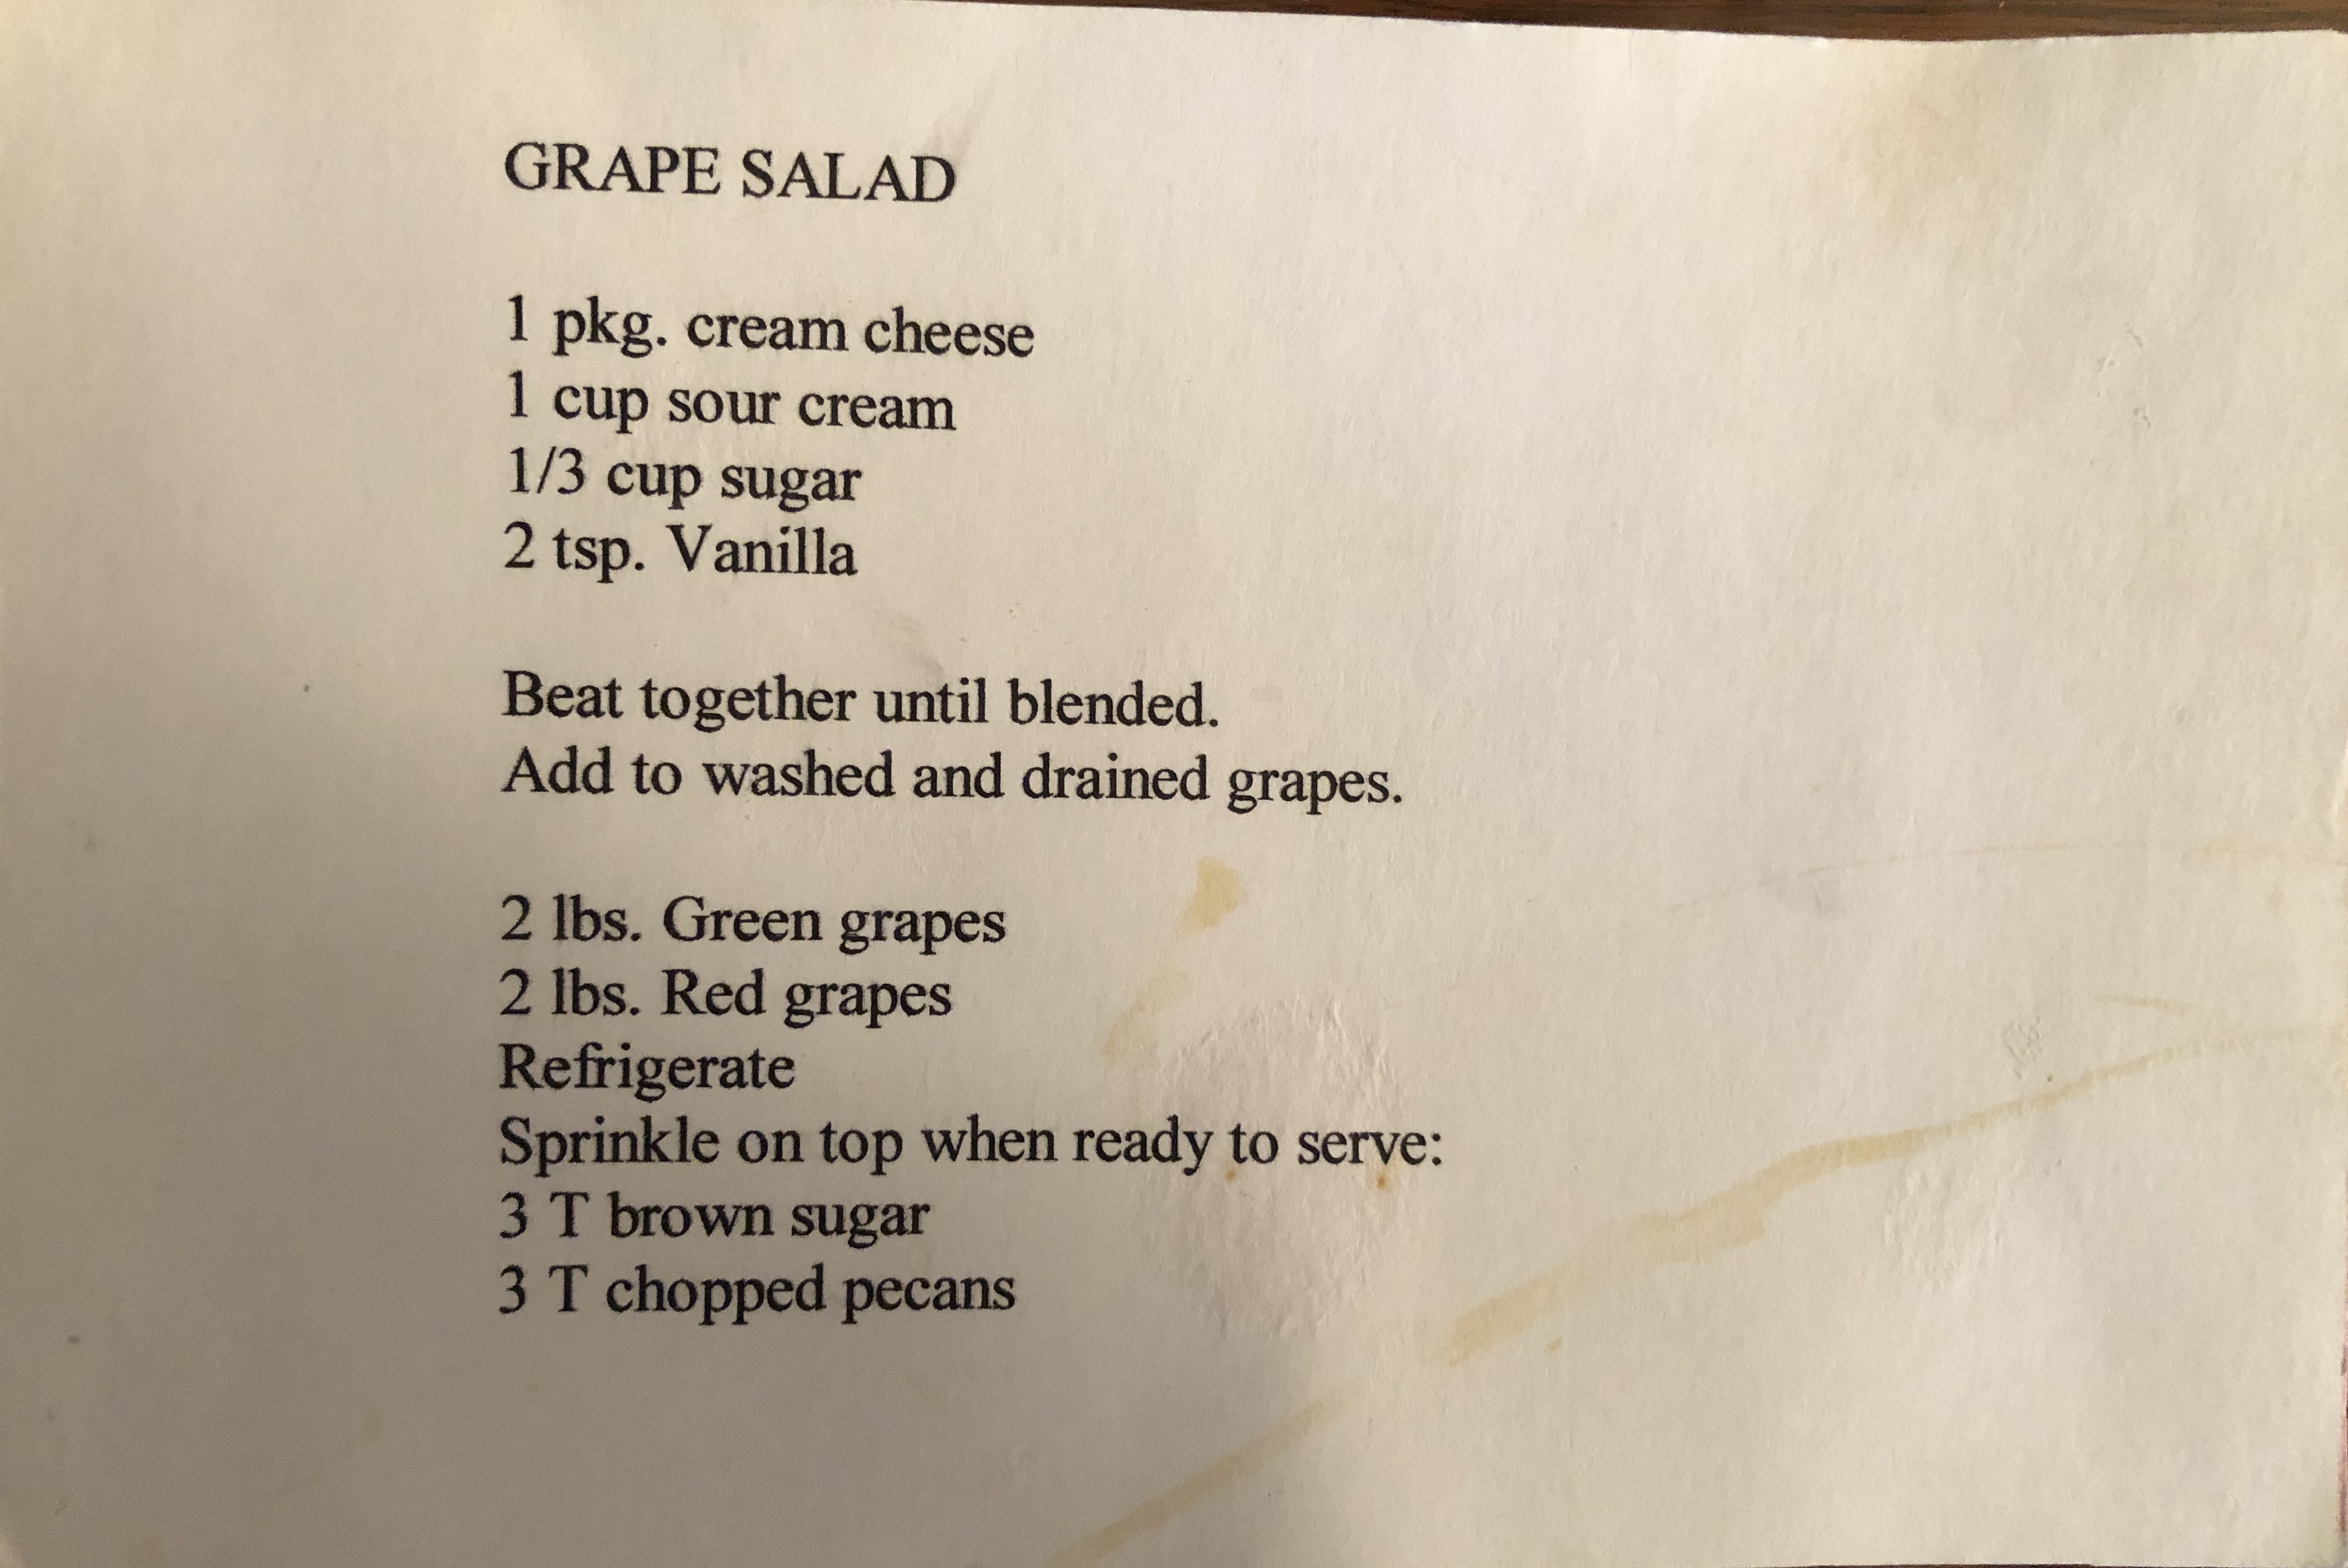 GRAPE SALAD
1 pkg. cream cheese
1 cup sour cream
1/3 cup sugar
2 tsp. Vanilla
Beat together until blended.
Add to washed and drained grapes.
2 lbs. Green grapes
2 lbs. Red grapes
Refrigerate
Sprinkle on top when ready to serve:
3 T brown sugar
3 T chopped pecans